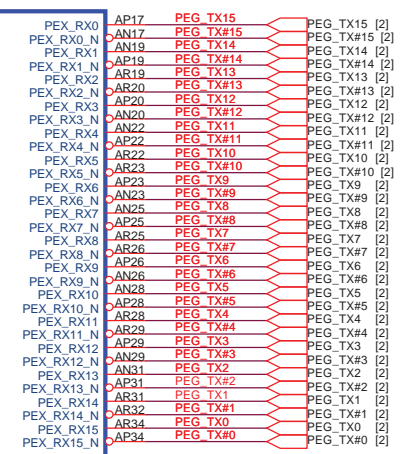 PEX_RX0 AP17 PEG_TX15 PEG_TX15 [2]
PEX_RX0_N AN17 PEG_TX#15 PEG_TX#15 [2]
PEX_RX1 AN19 PEG_TX14 PEG_TX14 [2]
PEX_RX1_N AP19 PEG_TX#14 PEG_TX#14 [2]
PEX_RX2 AR19 PEG_TX13 PEG_TX13 [2]
PEX_RX2_N AR20 PEG_TX#13 PEG_TX#13 [2]
PEX_RX3 AP20 PEG_TX12 PEG_TX12 [2]
PEX_RX3_N AN20 PEG_TX#12 PEG_TX#12 [2]
PEX_RX4 AN22 PEG_TX11 PEG_TX11 [2]
PEX_RX4_N AP22 PEG_TX#11 PEG_TX#11 [2]
PEX_RX5 AR22 PEG_TX10 PEG_TX10 [2]
PEX_RX5_N AR23 PEG_TX#10 PEG_TX#10 [2]
PEX_RX6 AP23 PEG_TX9 PEG_TX9 [2]
PEX_RX6_N AN23 PEG_TX#9 PEG_TX#9 [2]
PEX_RX7 AN25 PEG_TX8 PEG_TX8 [2]
PEX_RX7_N AP25 PEG_TX#8 PEG_TX#8 [2]
PEX_RX8 AR25 PEG_TX7 PEG_TX7 [2]
PEX_RX8_N AR26 PEG_TX#7 PEG_TX#7 [2]
PEX_RX9 AP26 PEG_TX6 PEG_TX6 [2]
PEX_RX9_N AN26 PEG_TX#6 PEG_TX#6 [2]
PEX_RX10 AN28 PEG_TX5 PEG_TX5 [2]
PEX_RX10_N AP28 PEG_TX#5 PEG_TX#5 [2]
PEX_RX11 AR28 PEG_TX4 PEG_TX4 [2]
PEX_RX11_N AR29 PEG_TX#4 PEG_TX#4 [2]
PEX_RX12 AP29 PEG_TX3 PEG_TX3 [2]
PEX_RX12_N AN29 PEG_TX#3 PEG_TX#3 [2]
PEX_RX13 AN31 PEG_TX2 PEG_TX2 [2]
PEX_RX13_N AP31 PEG_TX#2 PEG_TX#2 [2]
PEX_RX14 AR31 PEG_TX1 PEG_TX1 [2]
PEX_RX14_N AR32 PEG_TX#1 PEG_TX#1 [2]
PEX_RX15 AR34 PEG_TX0 PEG_TX0 [2]
PEX_RX15_N AP34 PEG_TX#0 PEG_TX#0 [2]